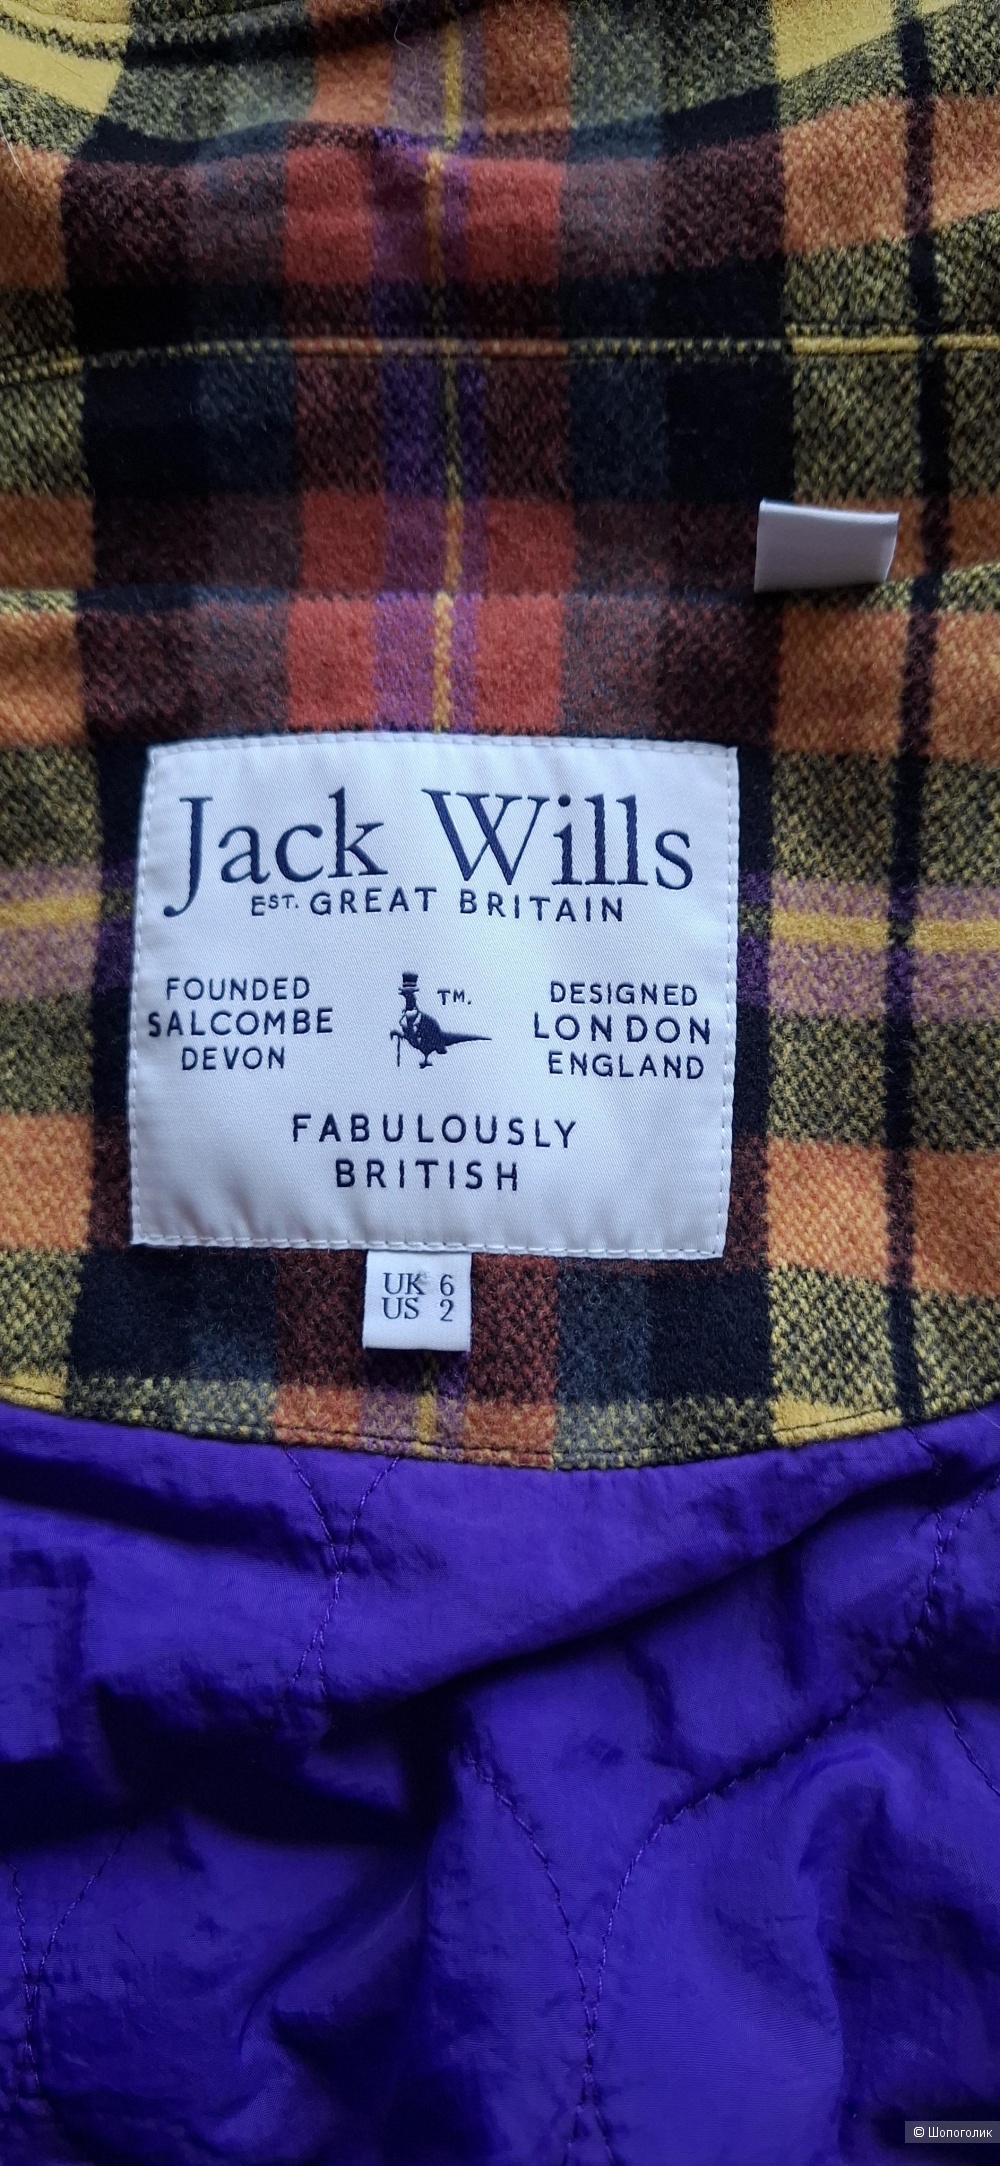 Jack Wills
EST. GREAT BRITAIN
FOUNDED
SALCOMBE
DEVON
TM.
DESIGNED
LONDON
ENGLAND
FABULOUSLY
BRITISH
UK 6
US 2
© Шопоголик